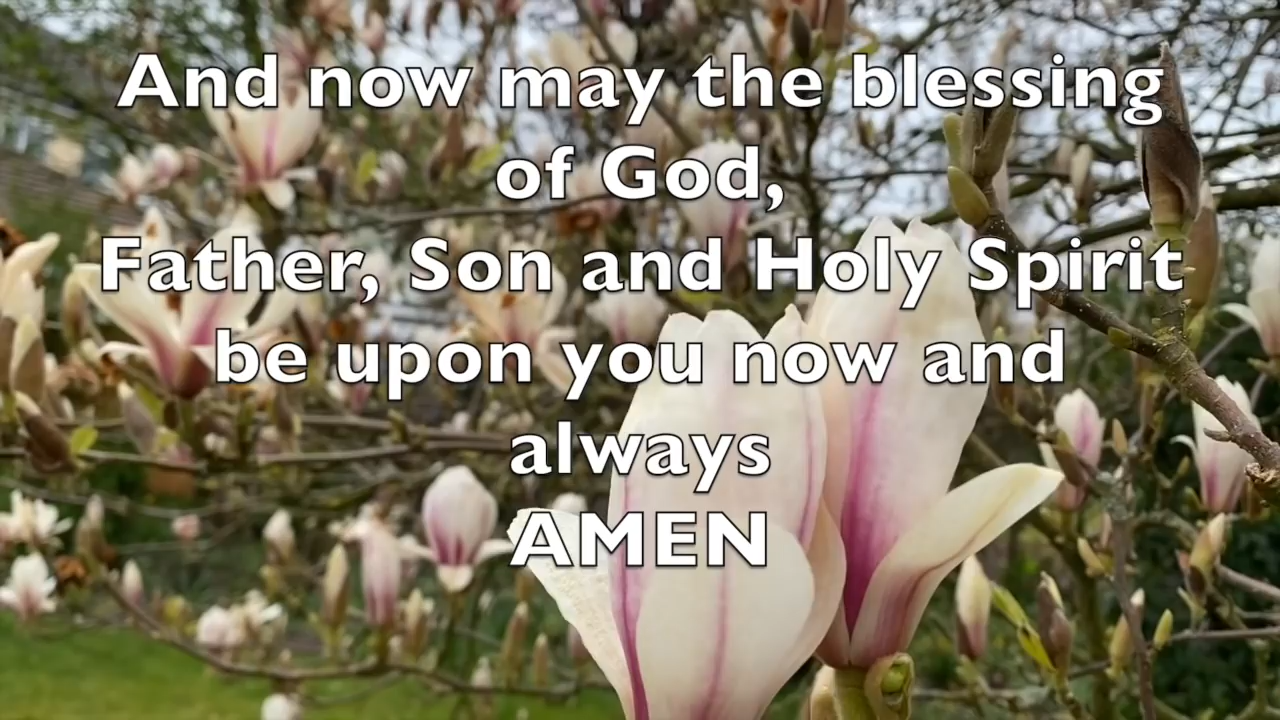 And now may the blessing
of God,
Father, Son and Holy Spirit
be upon you now and
always
AMEN